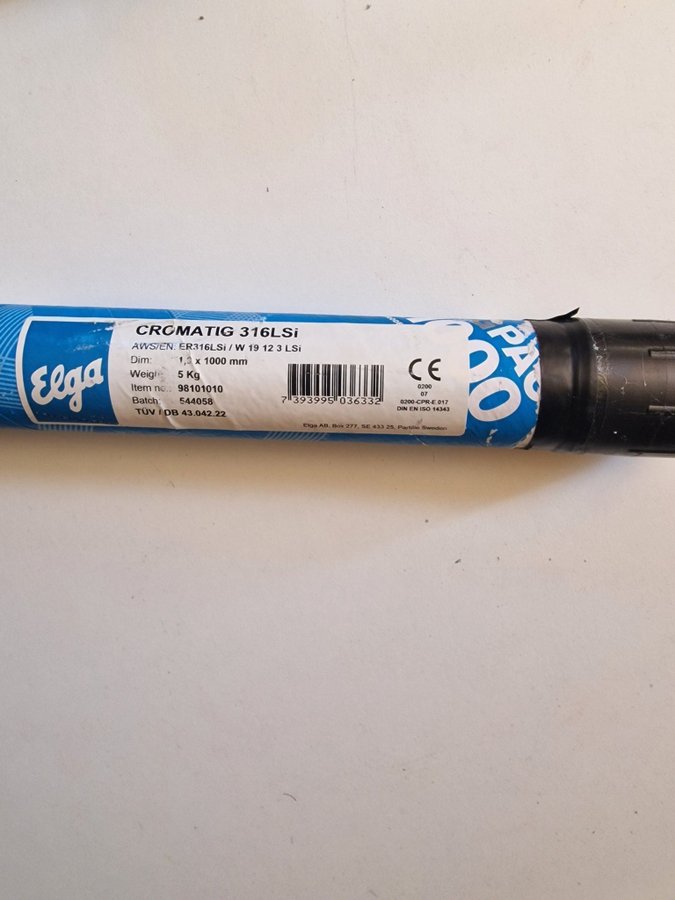 Elga
CROMATIG 316LSi
AWS/EN: ER316LSi / W 19 12 3 LSi
Dim: x 1000 mm
Weight 5 Kg
Item no.: 98101010
Batch: 544058
TÜV / DB 43.042.22
7 393995 036332
CE
0200
07
0200-CPR-E.017
DIN EN ISO 14343
Elga AB, Box 277, SE 433 25, Partille Sweden